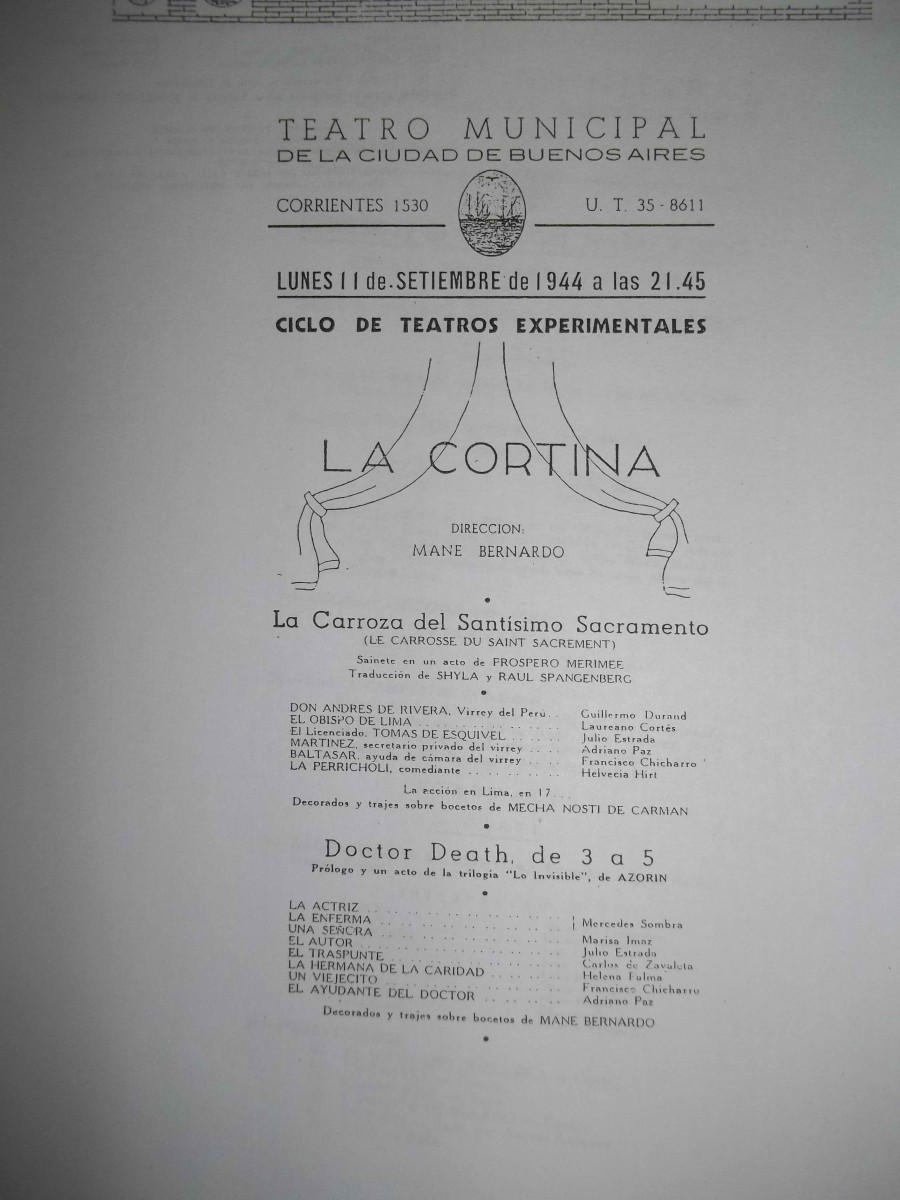 TEATRO MUNICIPAL
DE LA CIUDAD DE BUENOS AIRES
CORRIENTES 1530 U. T. 35 - 8611
LUNES 11 de SETIEMBRE de 1944 a las 21.45
CICLO DE TEATROS EXPERIMENTALES
LA CORTINA
DIRECCION:
MANE BERNARDO
La Carroza del Santísimo Sacramento
(LE CARROSSE DU SAINT SACREMENT)
Sainete en un acto de PROSPERO MERIMEE
Traducción de SHYLA y RAUL SPANGENBERG
DON ANDRES DE RIVERA, Virrey del Perú . . Guillermo Durand
EL OBISPO DE LIMA . . . . . . . . . . . . . . Laureano Cortés
El Licenciado, TOMAS DE ESQUIVEL . . . . . . Julio Estrada
MARTINEZ, secretario privado del virrey . . . . Adriano Paz
BALTASAR, ayuda de cámara del virrey . . . . Francisco Chicharro
LA PERRICHOLI, comediante . . . . . . . . . . Helvecia Hirt
La acción en Lima, en 17 . . .
Decorados y trajes sobre bocetos de MECHA NOSTI DE CARMAN
Doctor Death, de 3 a 5
Prólogo y un acto de la trilogia "Lo Invisible", de AZORIN
LA ACTRIZ . . . . . . . . . . . . . . . .
LA ENFERMA . . . . . . . . . . . . . . . . Mercedes Sombra
UNA SEÑORA . . . . . . . . . . . . . . . . Marisa Imaz
EL AUTOR . . . . . . . . . . . . . . . . Julio Estrada
EL TRASPUNTE . . . . . . . . . . . . . . Carlos de Zavaleta
LA HERMANA DE LA CARIDAD . . . . . . Helena Fulma
UN VIEJECITO . . . . . . . . . . . . . . Francisco Chicharro
EL AYUDANTE DEL DOCTOR . . . . . . . . Adriano Paz
Decorados y trajes sobre bocetos de MANE BERNARDO